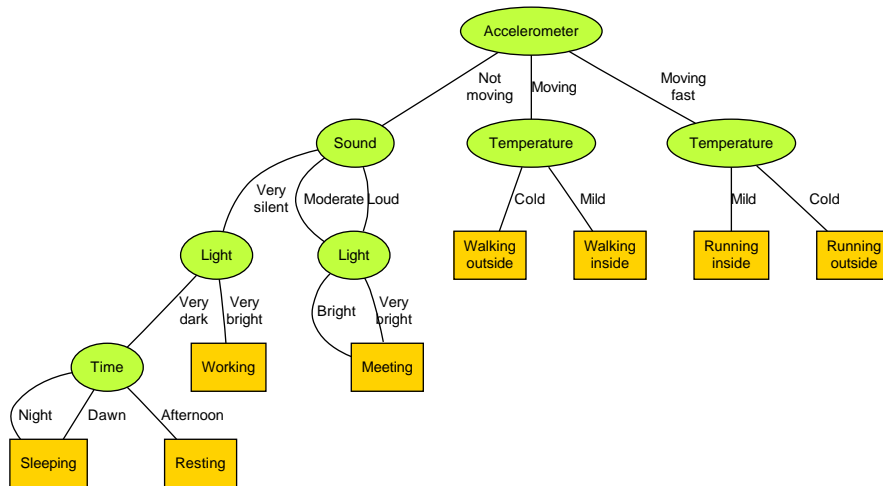 Accelerometer
Not
moving
Moving
Moving
fast
Sound
Temperature
Temperature
Very
silent
Moderate
Loud
Cold
Mild
Mild
Cold
Light
Light
Walking
outside
Walking
inside
Running
inside
Running
outside
Very
dark
Very
bright
Bright
Very
bright
Time
Working
Meeting
Night
Dawn
Afternoon
Sleeping
Resting